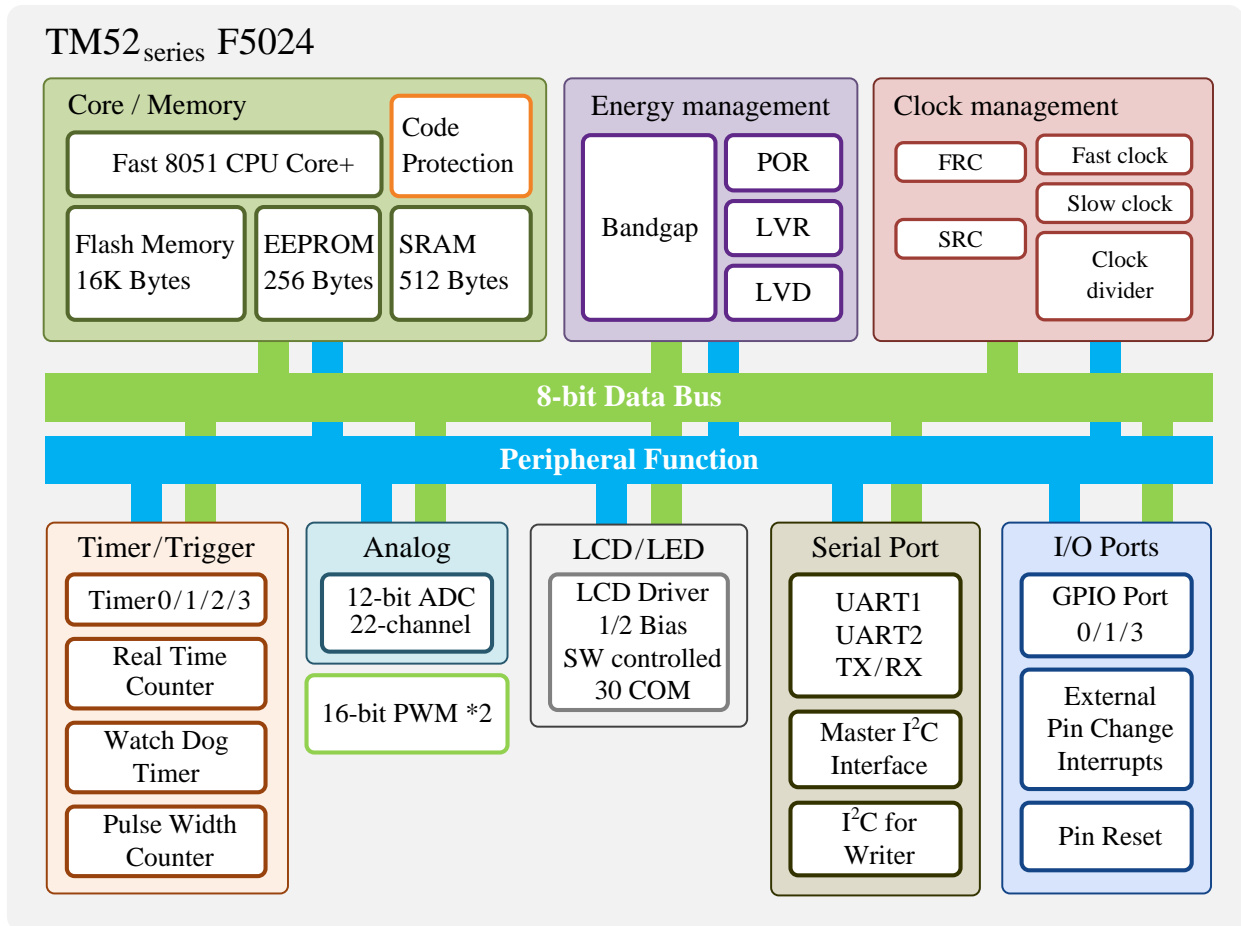 TM52series F5024
Core / Memory
Fast 8051 CPU Core+
Code
Protection
Flash Memory
16K Bytes
EEPROM
256 Bytes
SRAM
512 Bytes
Energy management
Bandgap
POR
LVR
LVD
Clock management
FRC
SRC
Fast clock
Slow clock
Clock
divider
8-bit Data Bus
Peripheral Function
Timer/Trigger
Timer0/1/2/3
Real Time
Counter
Watch Dog
Timer
Pulse Width
Counter
Analog
12-bit ADC
22-channel
16-bit PWM *2
LCD/LED
LCD Driver
1/2 Bias
SW controlled
30 COM
Serial Port
UART1
UART2
TX/RX
Master I²C
Interface
I²C for
Writer
I/O Ports
GPIO Port
0/1/3
External
Pin Change
Interrupts
Pin Reset